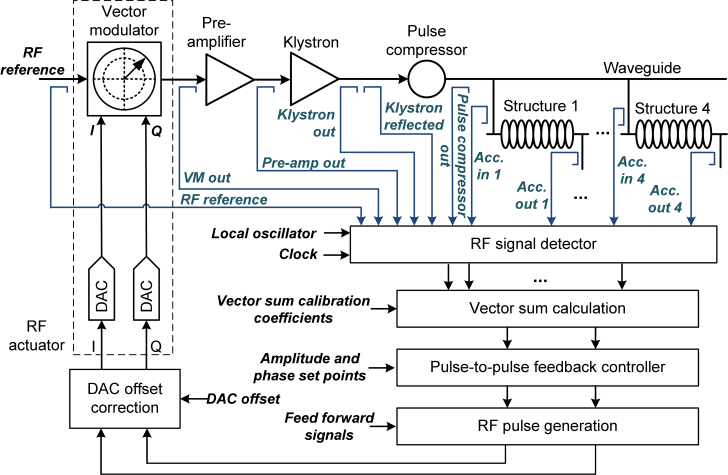 Vector
modulator
Pre-
amplifier
Klystron
Pulse
compressor
RF
reference
Waveguide
Structure 1
...
Structure 4
I
Q
Klystron
out
Klystron
reflected
Pulse compressor
out
Acc.
in 1
Acc.
out 1
...
Acc.
in 4
Acc.
out 4
Pre-amp out
VM out
RF reference
Local oscillator
Clock
RF signal detector
...
DAC
DAC
Vector sum calibration
coefficients
Vector sum calculation
RF
actuator
I
Q
Amplitude and
phase set points
Pulse-to-pulse feedback controller
DAC offset
correction
DAC offset
Feed forward
signals
RF pulse generation